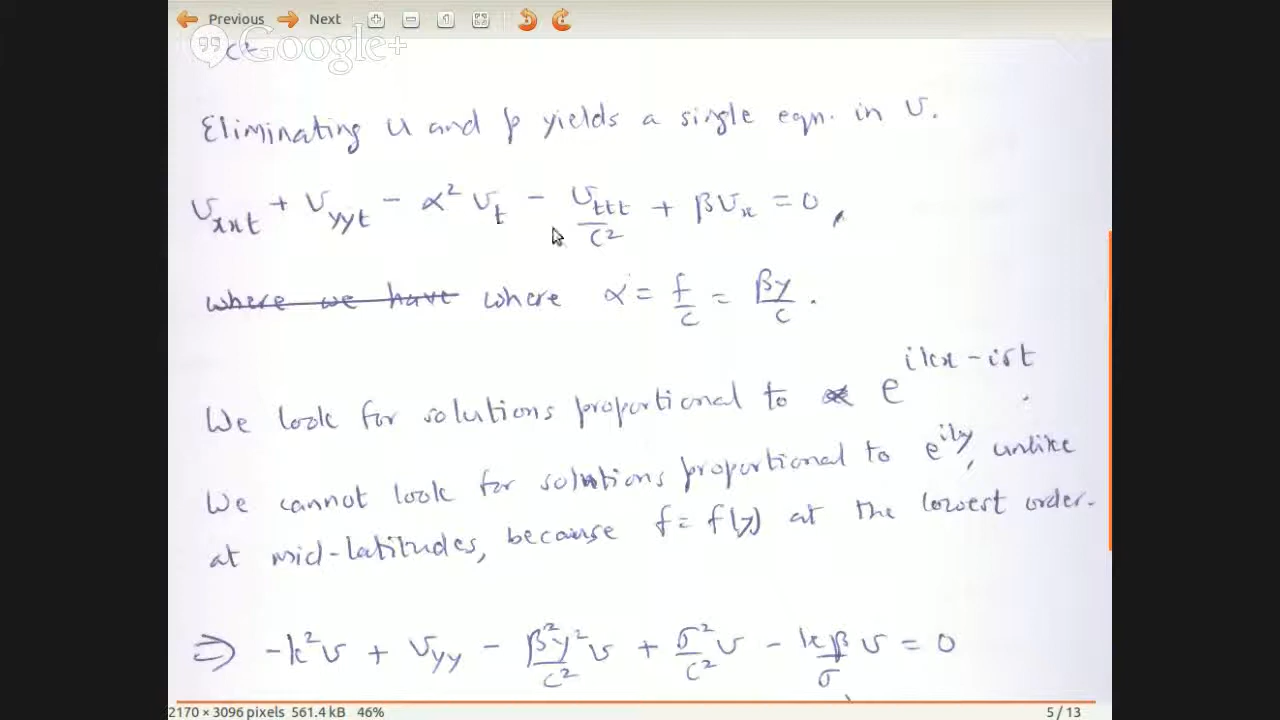 Previous Next
Google+
c²
Eliminating u and p yields a single eqn. in v.
v_xxt + v_yyt - α² v_t - v_ttt/c² + βv_x = 0,
where we have where α = f/c = βy/c.
We look for solutions proportional to e^{ikx - iσt}.
We cannot look for solutions proportional to e^{ily}, unlike
at mid-latitudes, because f = f(y) at the lowest order.
⇒ -k²v + v_yy - β²y²/c² v + σ²/c² v - kβ/σ v = 0
2170 × 3096 pixels 561.4 kB 46% 5 / 13